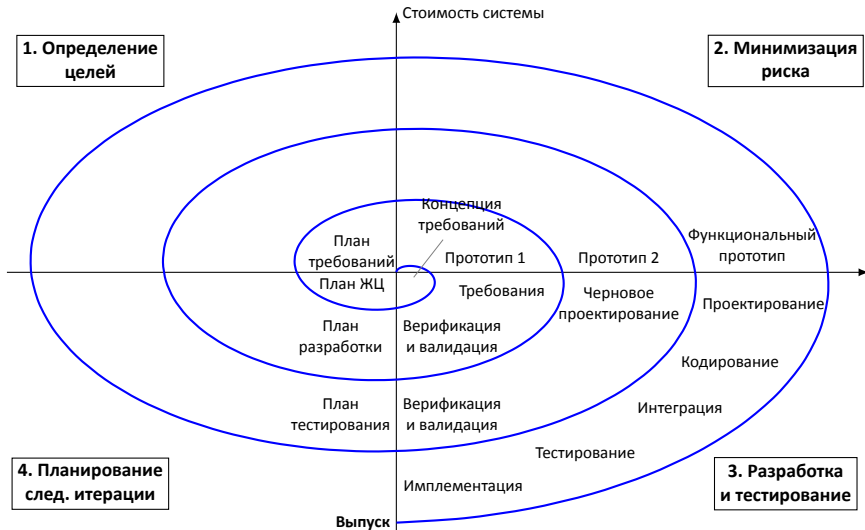 Стоимость системы
1. Определение
целей
2. Минимизация
риска
Концепция
требований
План
требований
Прототип 1
Прототип 2
Функциональный
прототип
План ЖЦ
Требования
Черновое
проектирование
Проектирование
План
разработки
Верификация
и валидация
Кодирование
План
тестирования
Верификация
и валидация
Интеграция
Тестирование
4. Планирование
след. итерации
3. Разработка
и тестирование
Имплементация
Выпуск